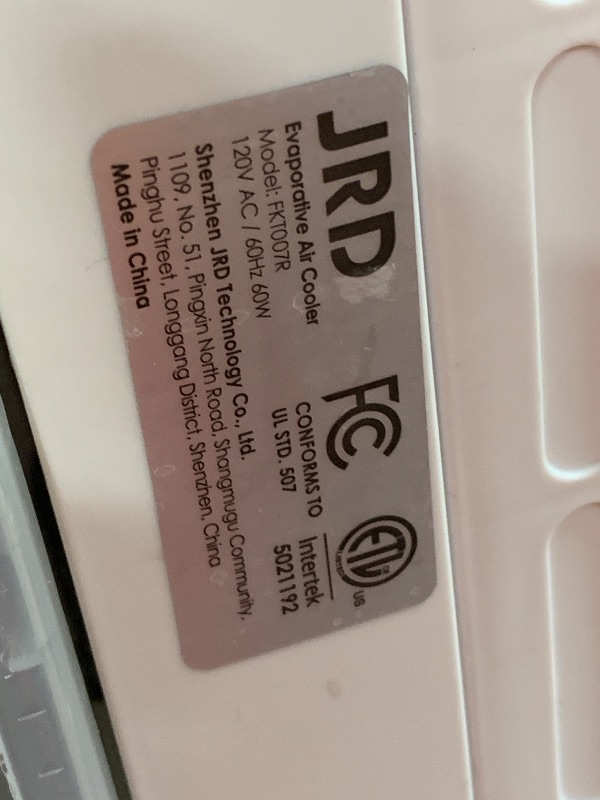 JRD
Evaporative Air Cooler
Model: FKT007R
120V AC / 60Hz 60W
FC
CONFORMS TO
UL STD. 507
ETL
US
Intertek
5021192
Shenzhen JRD Technology Co., Ltd.
1109, No. 51, Pingxin North Road, Shangmugu Community,
Pinghu Street, Longgang District, Shenzhen, China
Made in China